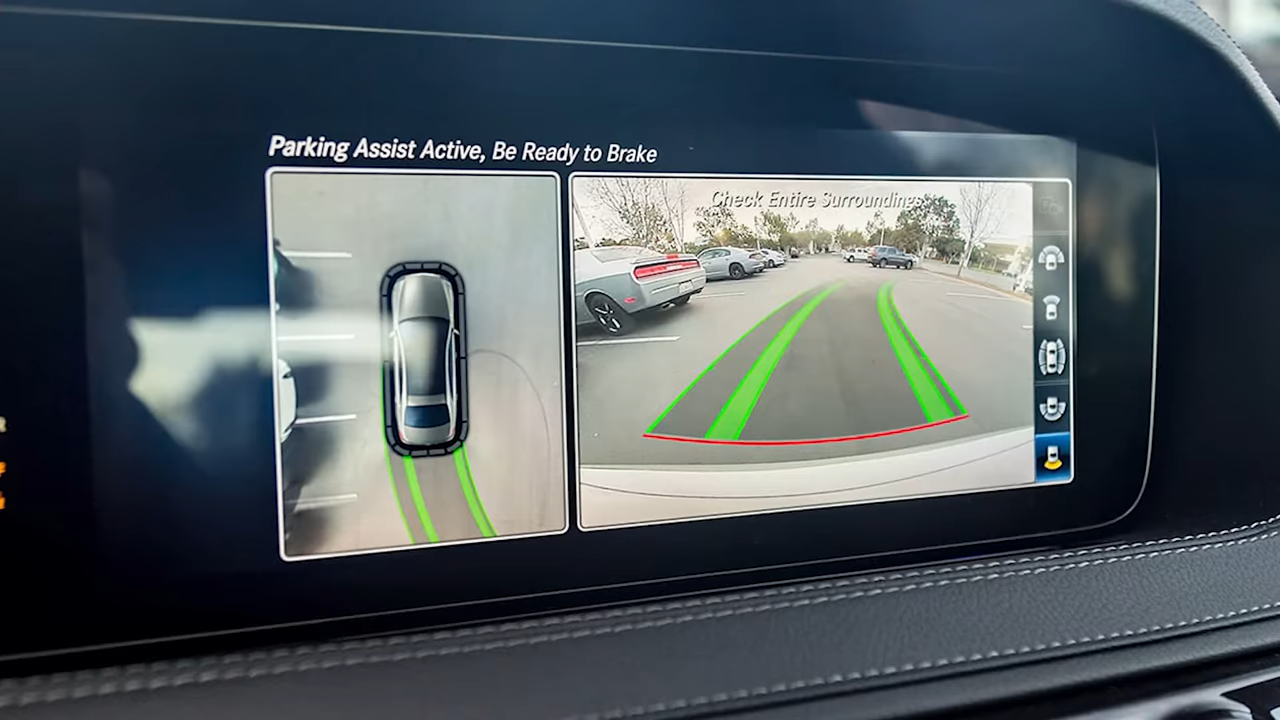 Parking Assist Active, Be Ready to Brake
Check Entire Surroundings
R